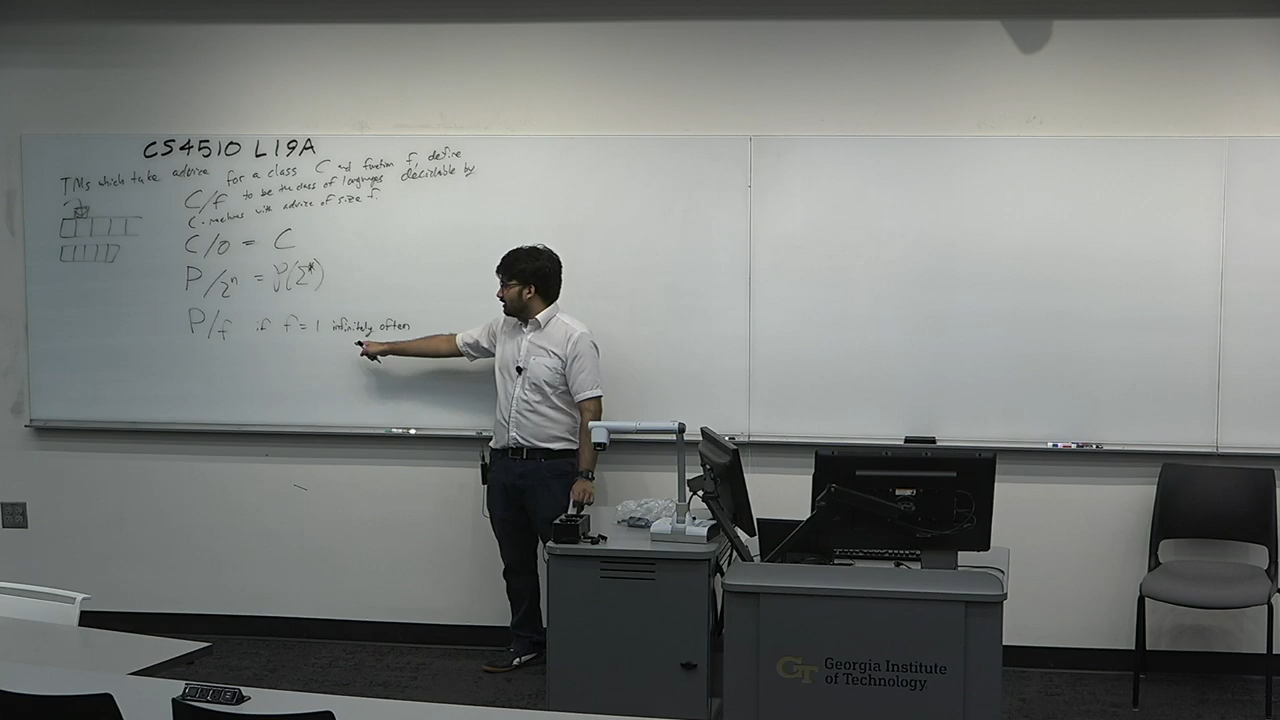 CS4510 L19A
TMs which take advice for a class C and function f, define
C/f to be the class of languages decidable by
C-machines with advice of size f.
C/0 = C
P/2ⁿ = P(Σ*)
P/f if f = 1 infinitely often
GT Georgia Institute
of Technology